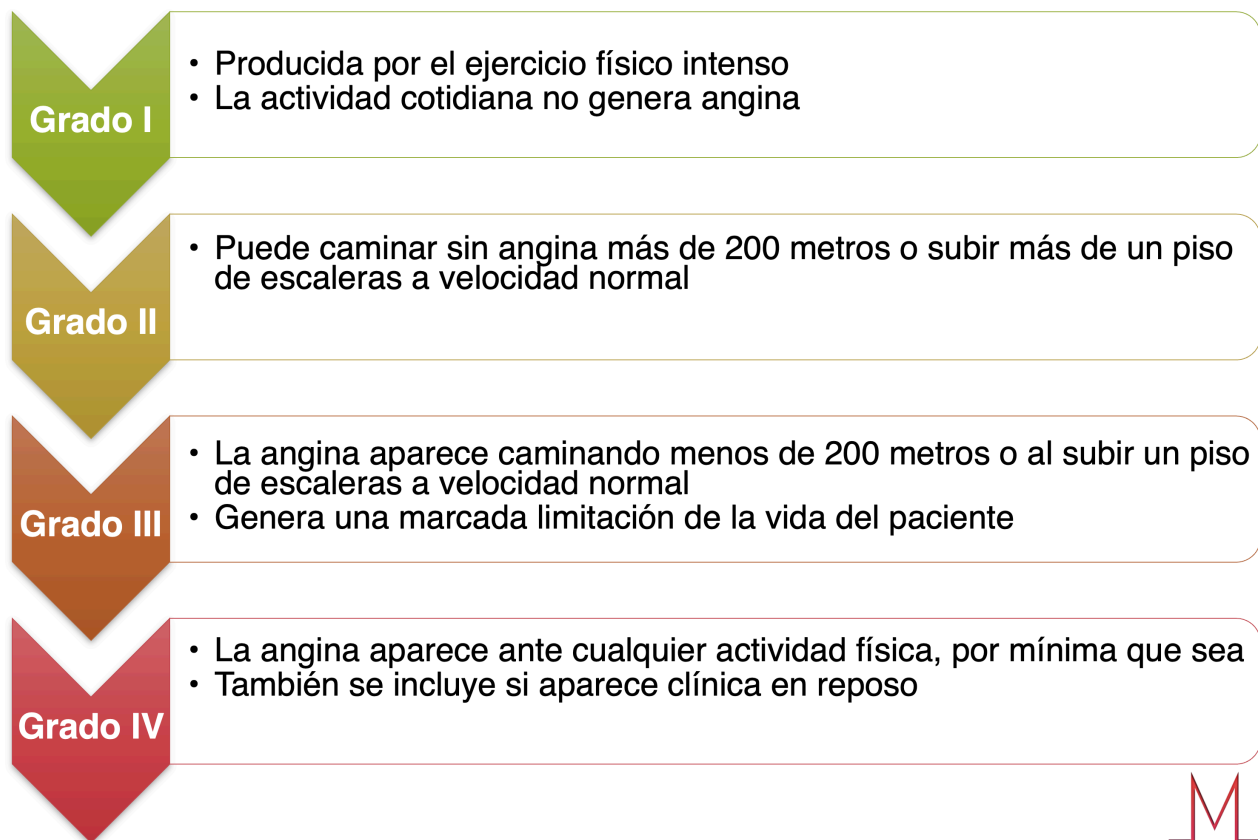 Grado I
• Producida por el ejercicio físico intenso
• La actividad cotidiana no genera angina
Grado II
• Puede caminar sin angina más de 200 metros o subir más de un piso
de escaleras a velocidad normal
Grado III
• La angina aparece caminando menos de 200 metros o al subir un piso
de escaleras a velocidad normal
• Genera una marcada limitación de la vida del paciente
Grado IV
• La angina aparece ante cualquier actividad física, por mínima que sea
• También se incluye si aparece clínica en reposo
M